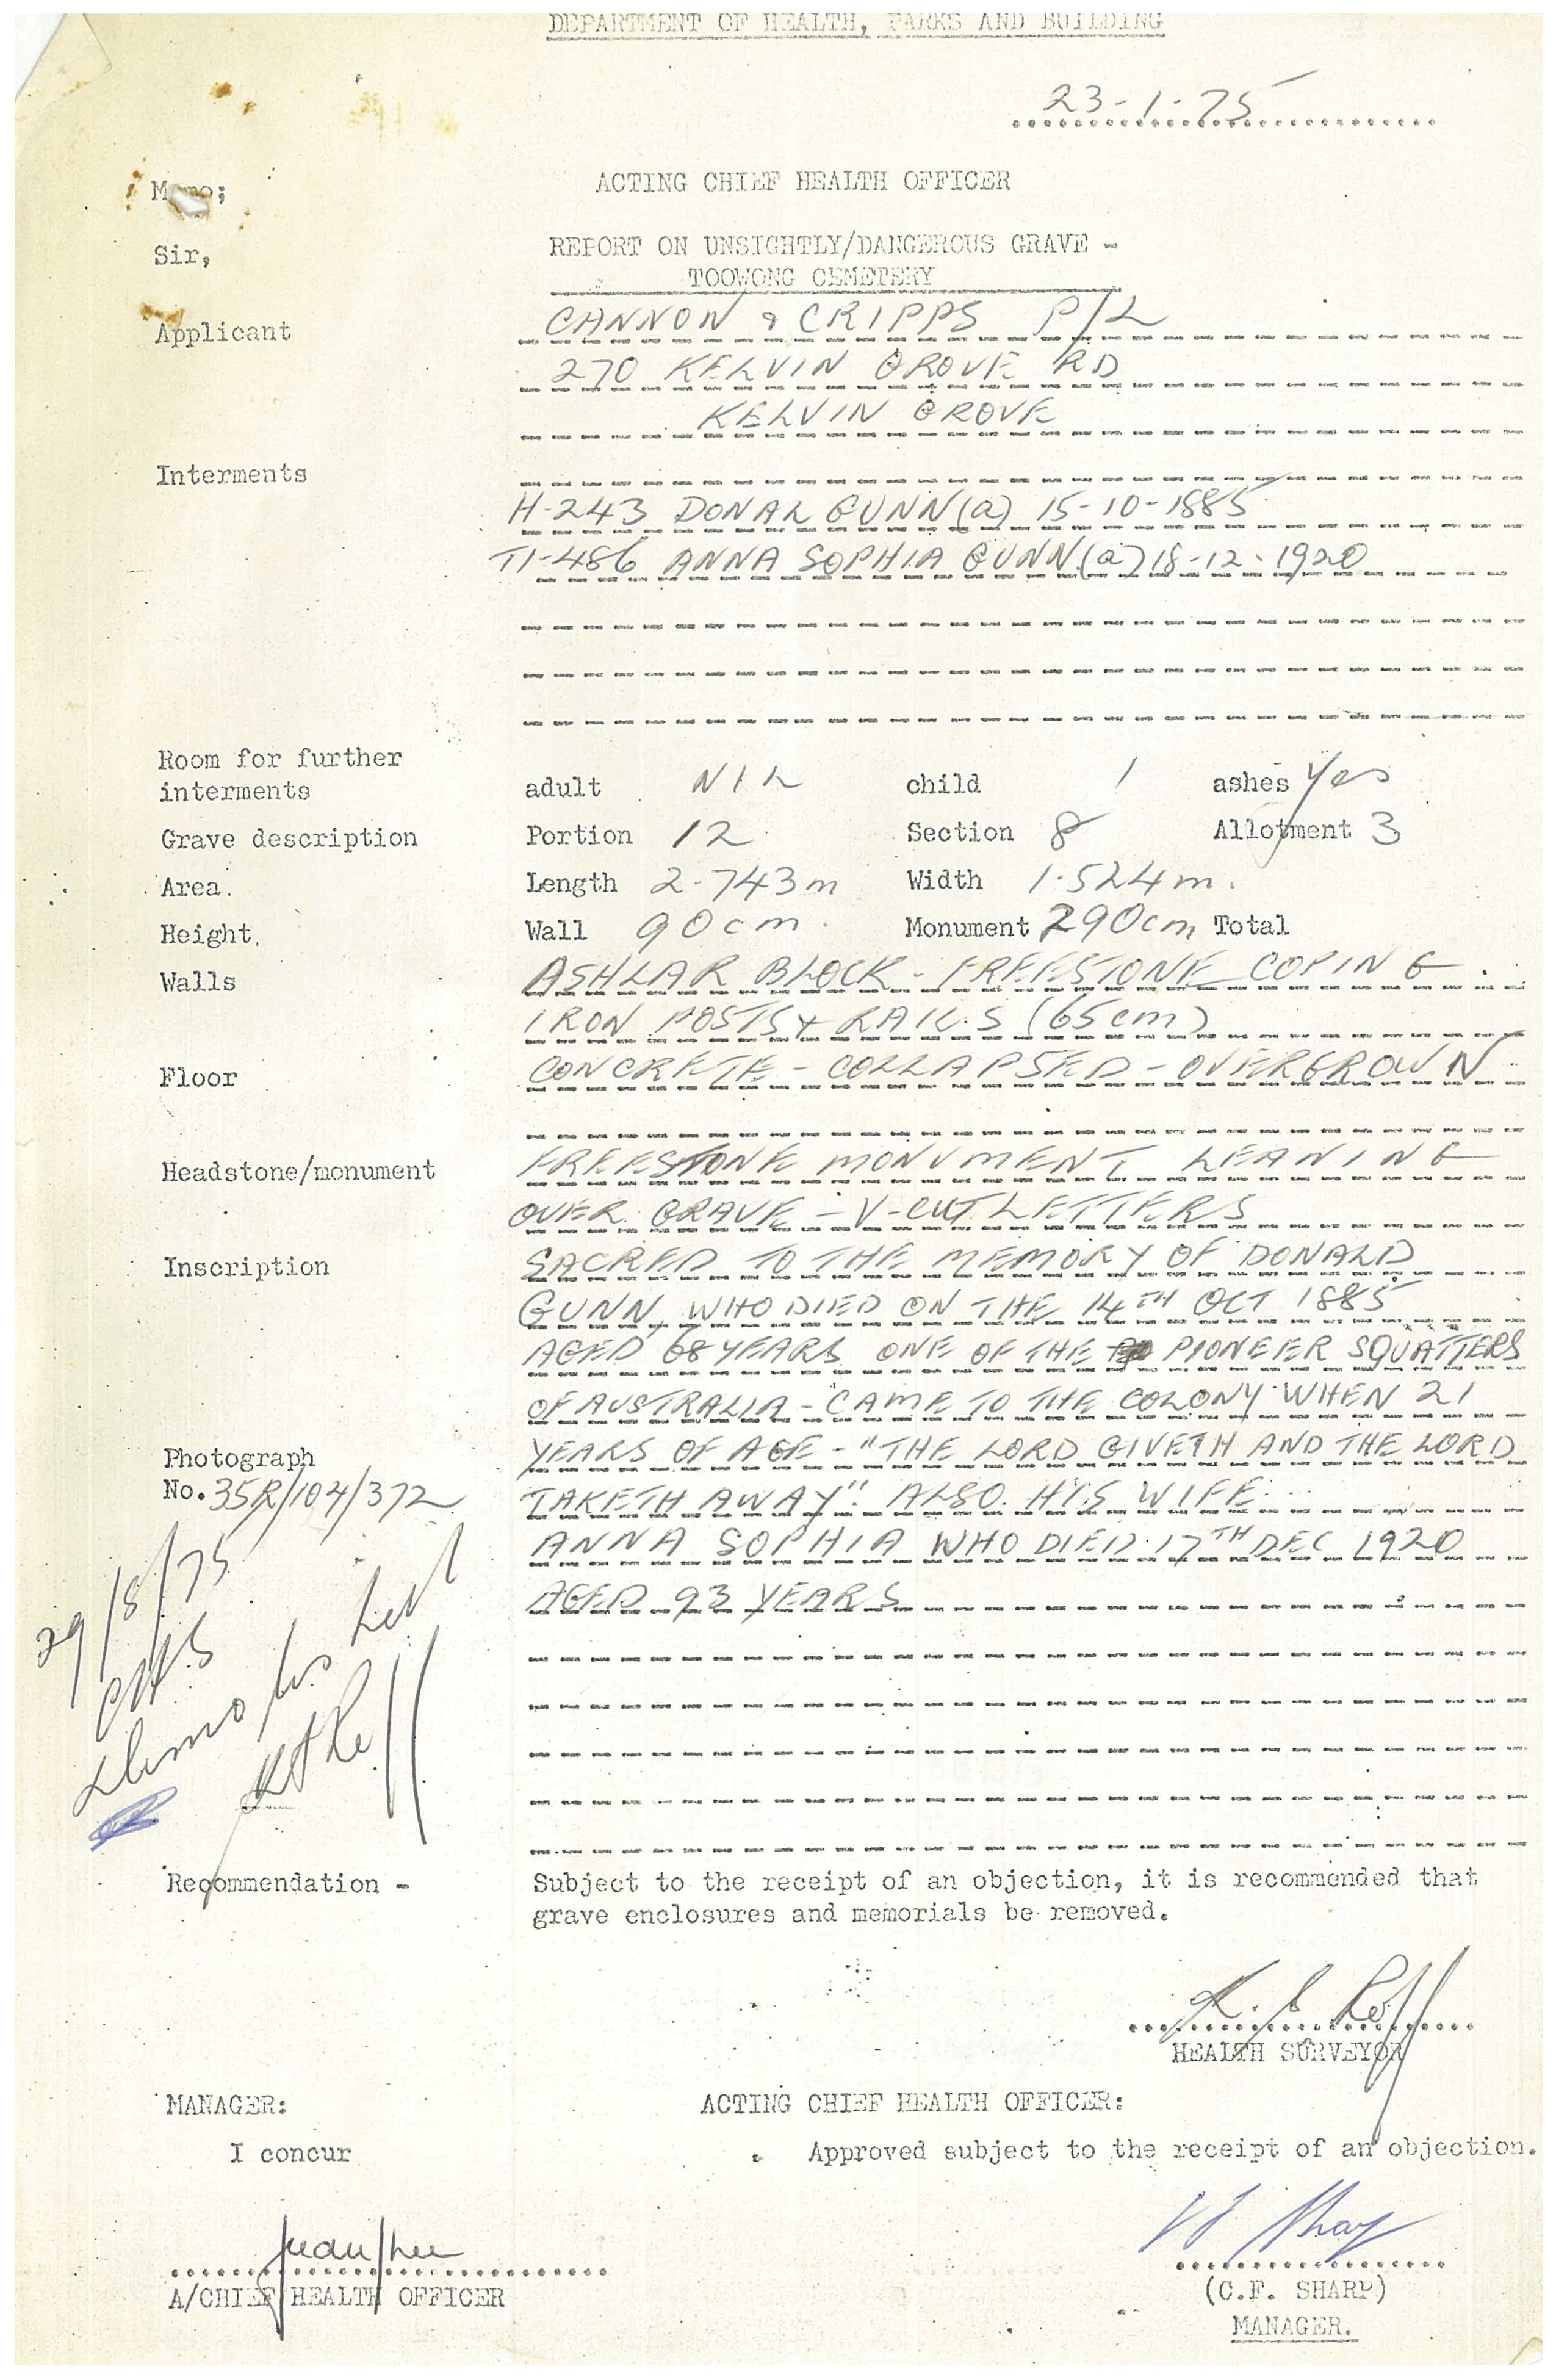 DEPARTMENT OF HEALTH, PARKS AND BUILDING
23-1-75
Memo;
ACTING CHIEF HEALTH OFFICER
Sir,
REPORT ON UNSIGHTLY/DANGEROUS GRAVE -
TOOWONG CEMETERY
Applicant CANNON & CRIPPS P/L
270 KELVIN GROVE RD
KELVIN GROVE
Interments
H-243 DONAL GUNN (a) 15-10-1885
T1-486 ANNA SOPHIA GUNN (a) 18-12-1920
Room for further
interments adult NIL child 1 ashes Yes
Grave description Portion 12 Section 8 Allotment 3
Area. Length 2.743m Width 1.524m.
Height. Wall 90cm. Monument 290cm Total
Walls ASHLAR BLOCK - FREESTONE COPING.
IRON POSTS & RAILS (65cm)
Floor CONCRETE - COLLAPSED - OVERGROWN
Headstone/monument FREESTONE MONUMENT LEANING
OVER GRAVE - V-CUT LETTERS
Inscription SACRED TO THE MEMORY OF DONALD
GUNN, WHO DIED ON THE 14TH OCT 1885
AGED 68 YEARS ONE OF THE PIONEER SQUATTERS
OF AUSTRALIA - CAME TO THE COLONY WHEN 21
YEARS OF AGE - "THE LORD GIVETH AND THE LORD
Photograph
No. 35R/104/372
TAKETH AWAY". ALSO HIS WIFE
ANNA SOPHIA WHO DIED 17TH DEC 1920
AGED 93 YEARS
29/8/75
Recommendation - Subject to the receipt of an objection, it is recommended that
grave enclosures and memorials be removed.
HEALTH SURVEYOR
MANAGER: ACTING CHIEF HEALTH OFFICER:
I concur Approved subject to the receipt of an objection.
A/CHIEF HEALTH OFFICER
(C.F. SHARP)
MANAGER.